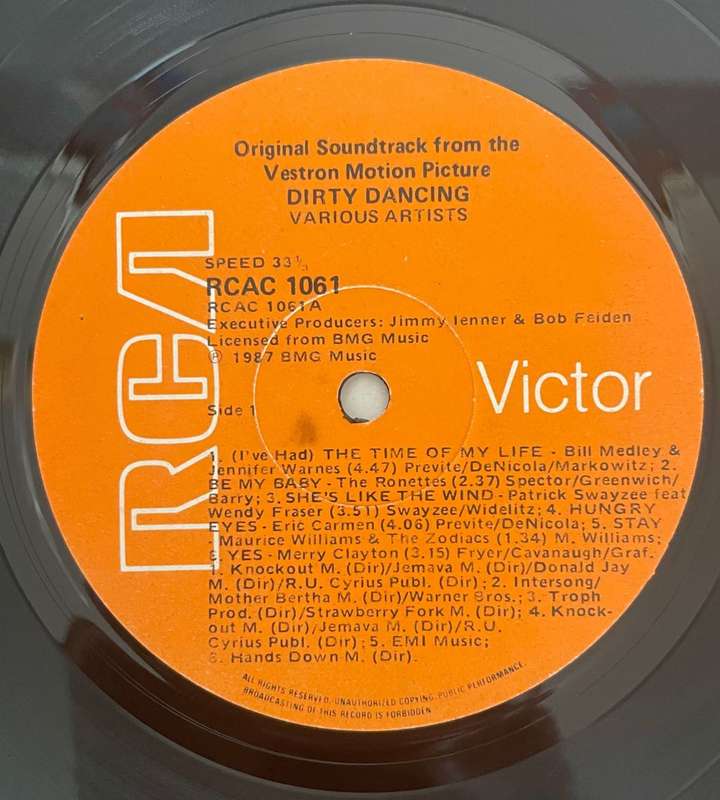 Original Soundtrack from the
Vestron Motion Picture
DIRTY DANCING
VARIOUS ARTISTS
SPEED 33⅓
RCAC 1061
RCAC 1061A
Executive Producers: Jimmy Ienner & Bob Feiden
Licensed from BMG Music
℗ 1987 BMG Music
RCA
Victor
Side 1
1. (I've Had) THE TIME OF MY LIFE - Bill Medley &
Jennifer Warnes (4.47) Previte/DeNicola/Markowitz; 2.
BE MY BABY - The Ronettes (2.37) Spector/Greenwich/
Barry; 3. SHE'S LIKE THE WIND - Patrick Swayzee feat
Wendy Fraser (3.51) Swayzee/Widelitz; 4. HUNGRY
EYES - Eric Carmen (4.06) Previte/DeNicola; 5. STAY
- Maurice Williams & The Zodiacs (1.34) M. Williams;
6. YES - Merry Clayton (3.15) Fryer/Cavanaugh/Graf.
1. Knockout M. (Dir)/Jemava M. (Dir)/Donald Jay
M. (Dir)/R.U. Cyrius Publ. (Dir); 2. Intersong/
Mother Bertha M. (Dir)/Warner Bros.; 3. Troph
Prod. (Dir)/Strawberry Fork M. (Dir); 4. Knock-
out M. (Dir)/Jemava M. (Dir)/R.U.
Cyrius Publ. (Dir); 5. EMI Music;
6. Hands Down M. (Dir).
ALL RIGHTS RESERVED, UNAUTHORIZED COPYING, PUBLIC PERFORMANCE
BROADCASTING OF THIS RECORD IS FORBIDDEN